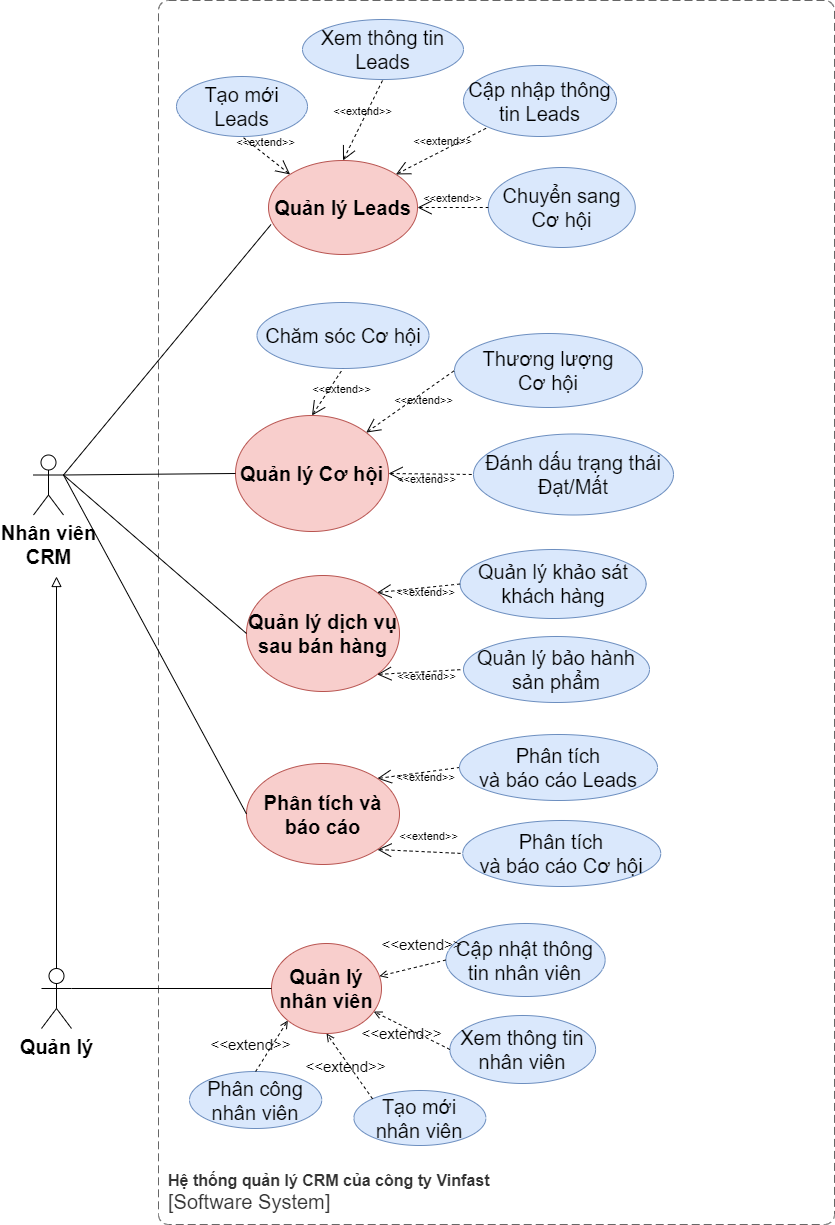 Xem thông tin
Leads
Tạo mới
Leads
Cập nhập thông
tin Leads
<<extend>>
<<extend>>
<<extend>>
Quản lý Leads
<<extend>>
Chuyển sang
Cơ hội
Chăm sóc Cơ hội
Thương lượng
Cơ hội
<<extend>>
<<extend>>
Quản lý Cơ hội
<<extend>>
Đánh dấu trạng thái
Đạt/Mất
Nhân viên
CRM
Quản lý dịch vụ
sau bán hàng
<<extend>>
Quản lý khảo sát
khách hàng
<<extend>>
Quản lý bảo hành
sản phẩm
Phân tích và
báo cáo
<<extend>>
Phân tích
và báo cáo Leads
<<extend>>
Phân tích
và báo cáo Cơ hội
Quản lý
nhân viên
<<extend>>
Cập nhật thông
tin nhân viên
Quản lý
<<extend>>
<<extend>>
Xem thông tin
nhân viên
<<extend>>
Phân công
nhân viên
Tạo mới
nhân viên
Hệ thống quản lý CRM của công ty Vinfast
[Software System]